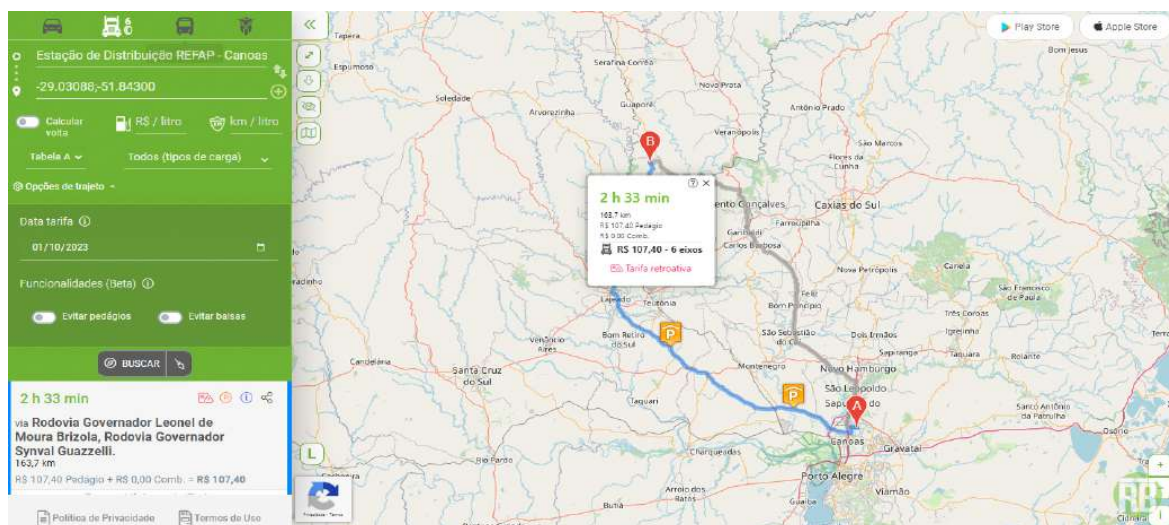 6
Estação de Distribuição REFAP - Canoas
-29.03088;-51.84300
Calcular volta
R$ / litro
km / litro
Tabela A
Todos (tipos de carga)
Opções de trajeto
Data tarifa
01/10/2023
Funcionalidades (Beta)
Evitar pedágios
Evitar balsas
BUSCAR
2 h 33 min
via Rodovia Governador Leonel de
Moura Brizola, Rodovia Governador
Synval Guazzelli.
163,7 km
R$ 107,40 Pedágio + R$ 0,00 Comb. = R$ 107,40
Política de Privacidade
Termos de Uso
Play Store
Apple Store
Tapera
Espumoso
Serafina Corrêa
Bom Jesus
Nova Prata
Soledade
Guaporé
Antônio Prado
Arvorezinha
Veranópolis
B
São Marcos
Flores da
Cunha
2 h 33 min
163,7 km
R$ 107,40 Pedágio
R$ 0,00 Comb.
R$ 107,40 - 6 eixos
Tarifa retroativa
ento Gonçalves
Caxias do Sul
Farroupilha
Garibaldi
Carlos Barbosa
Nova Petrópolis
Canela
São Francisco
de Paula
Lajeado
Teutônia
Feliz
Bom Princípio
Três Coroas
P
Bom Retiro
do Sul
São Sebastião
do Ca
Dois Irmãos
Igrejinha
Venâncio
Aires
Sapiranga
Taquara
Rolante
Candelária
Santa Cruz
do Sul
Montenegro
Novo Hamburgo
São Leopoldo
P
A
Santo Antônio
da Patrulha
Taquari
Canoas
Gravataí
Osório
L
Rio Pardo
Charqueadas
Porto Alegre
Viamão
Arroio dos
Ratos
Guaíba
Butiá